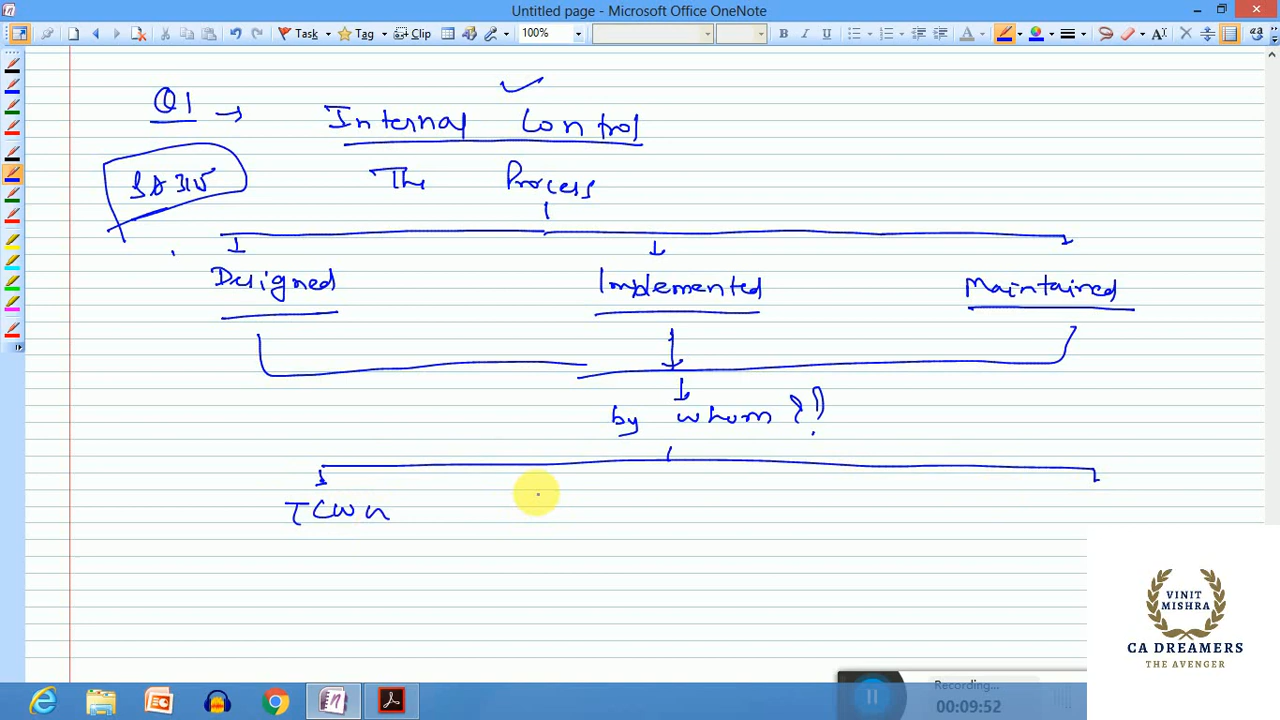 Untitled page - Microsoft Office OneNote
Task Tag Clip 100%
Q1 → Internal Control
SA 315 The Process
Designed Implemented Maintained
by whom ??
TCWG
VINIT
MISHRA
CA DREAMERS
THE AVENGER
Recording...
00:09:52